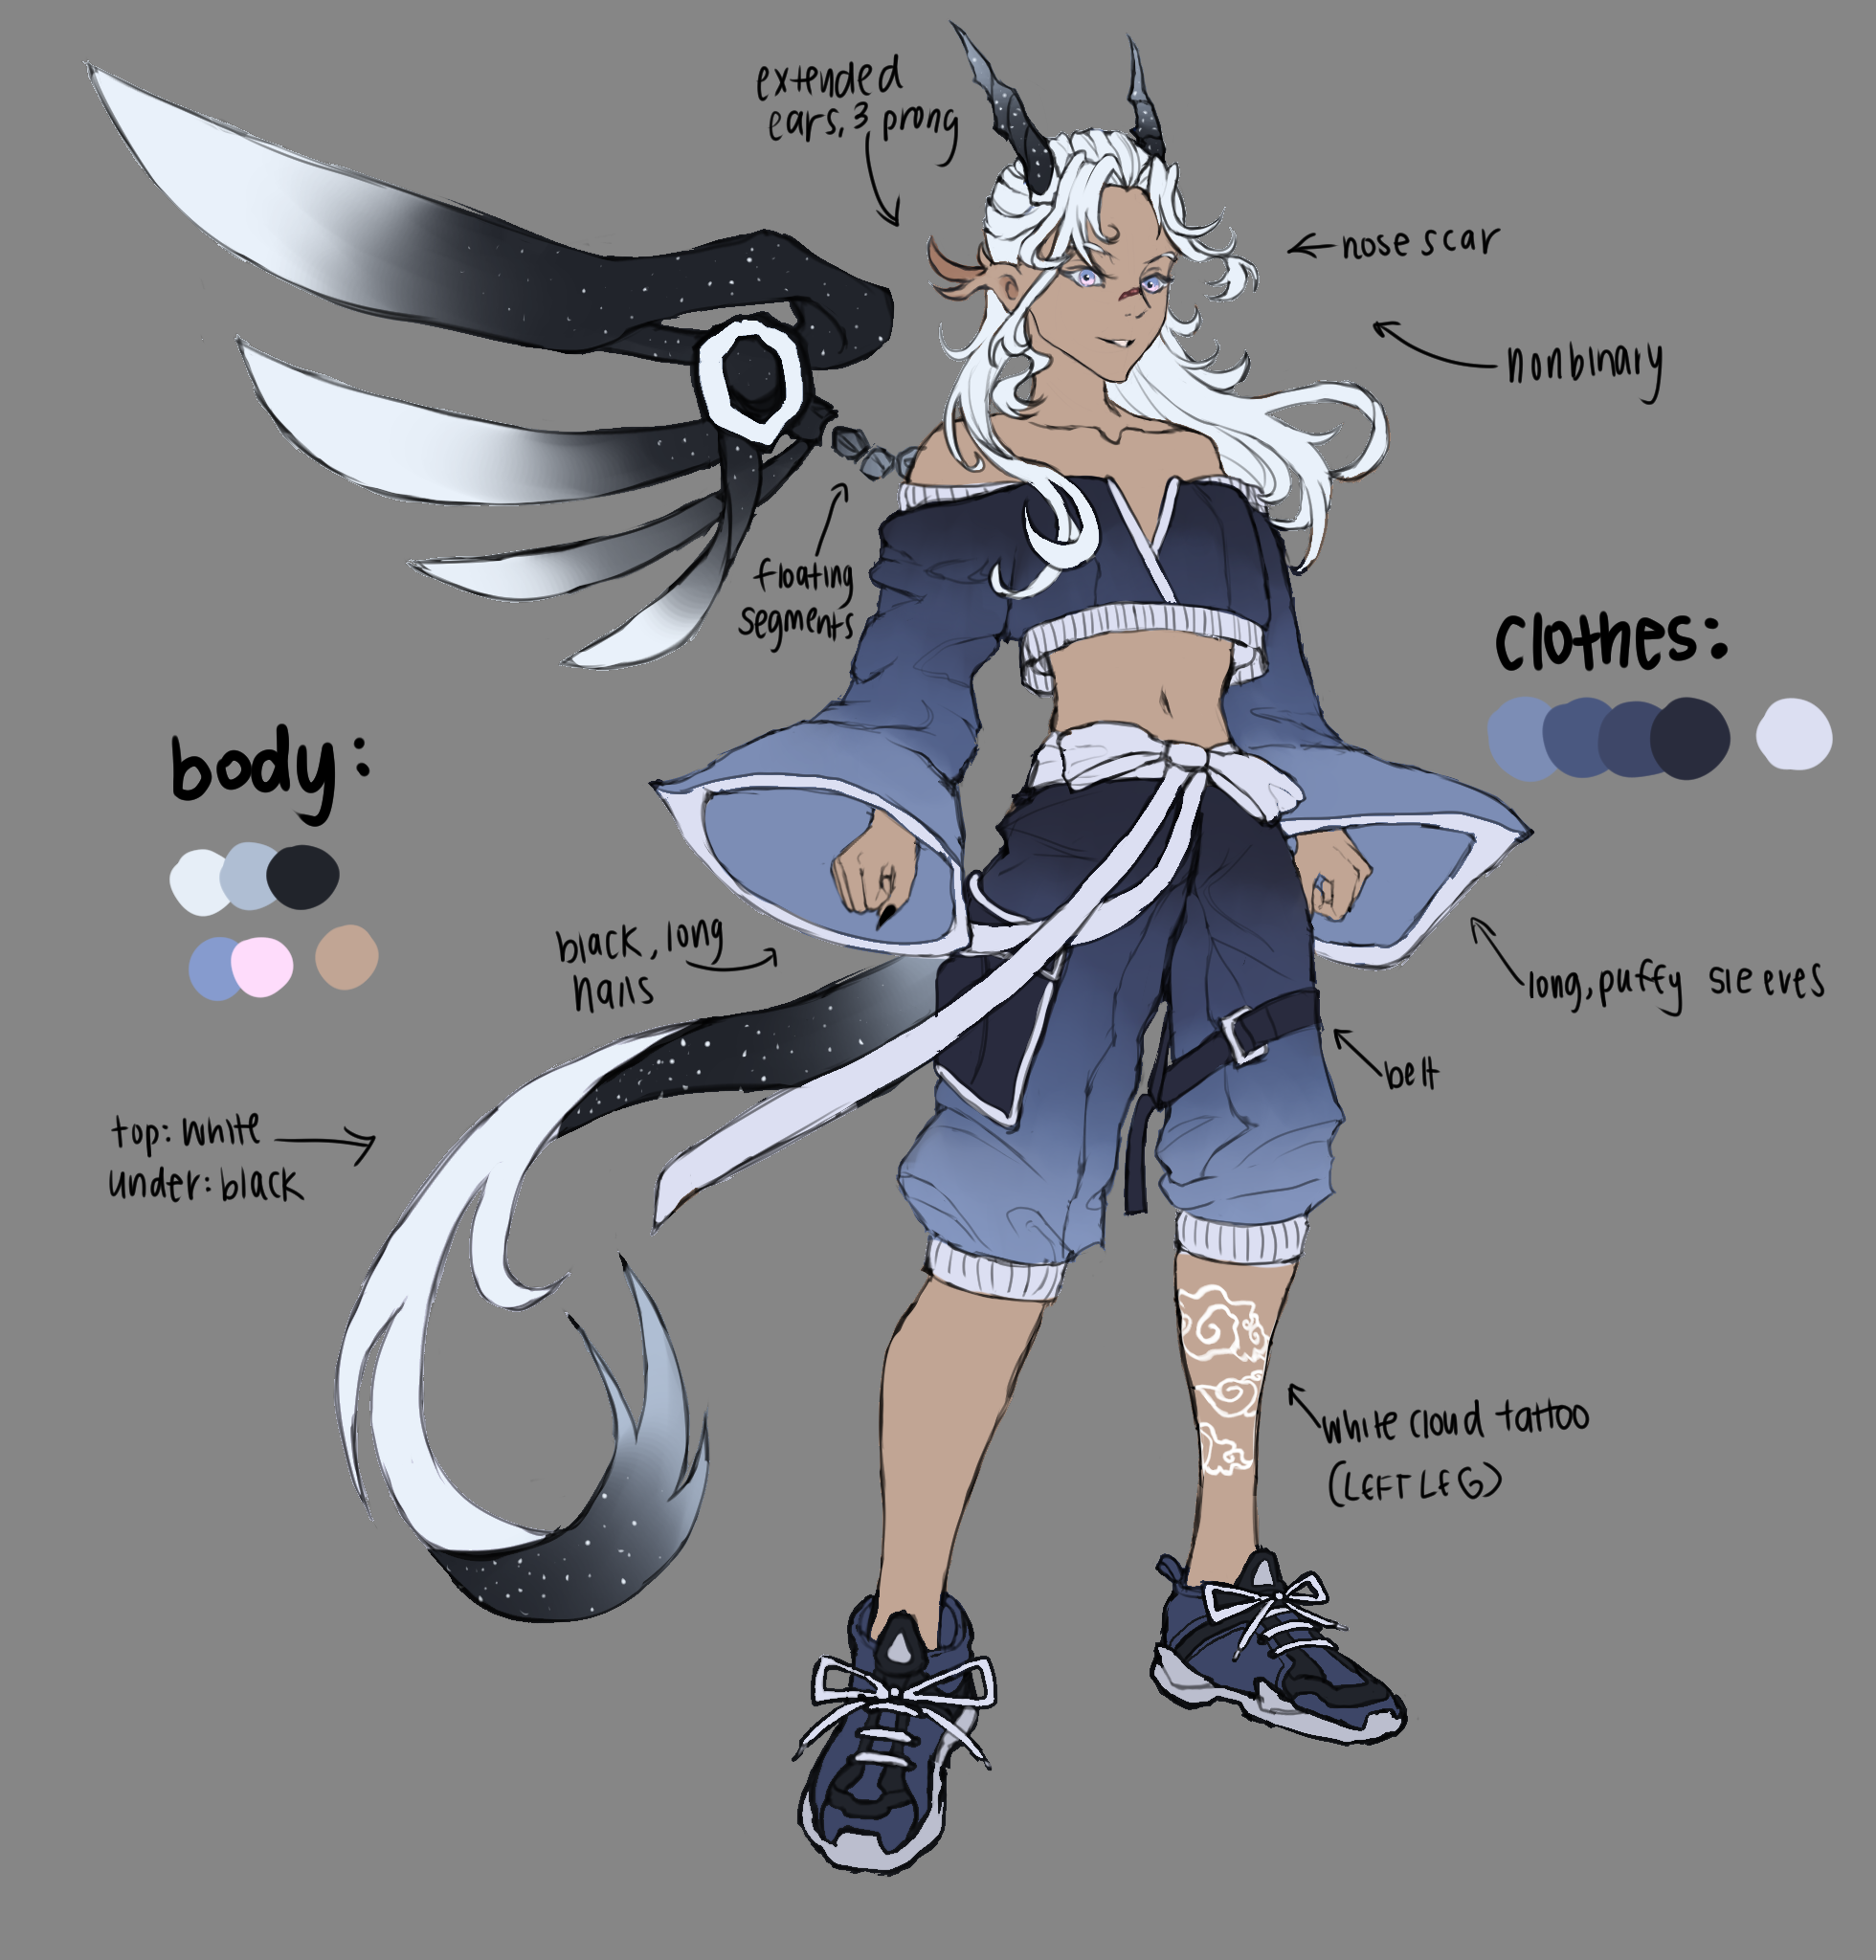 extended
ears, 3 prong
nose scar
nonbinary
floating
segments
clothes:
body:
black, long
nails
long, puffy sleeves
belt
top: white
under: black
white cloud tattoo
(LEFT LEG)